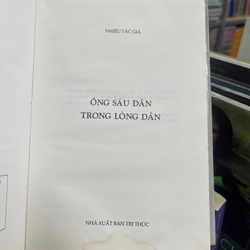 NHIỀU TÁC GIẢ
ÔNG SÁU DÂN
TRONG LÒNG DÂN
NHÀ XUẤT BẢN TRI THỨC